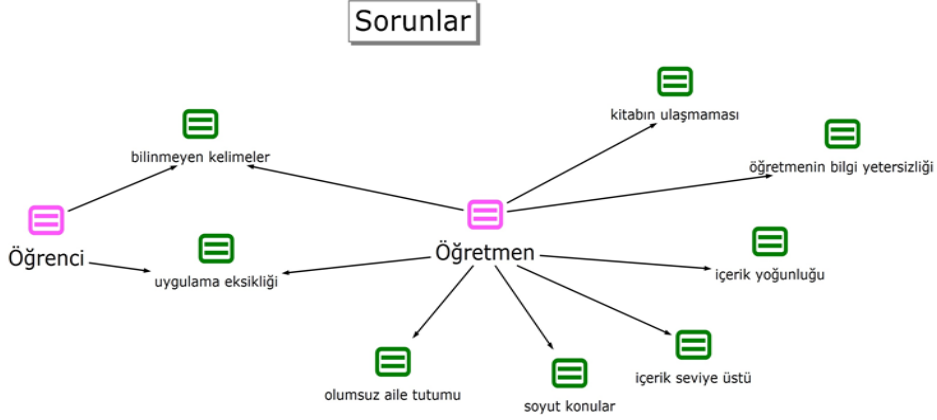 Sorunlar
kitabın ulaşmaması
bilinmeyen kelimeler
öğretmenin bilgi yetersizliği
Öğrenci
Öğretmen
uygulama eksikliği
içerik yoğunluğu
olumsuz aile tutumu
soyut konular
içerik seviye üstü